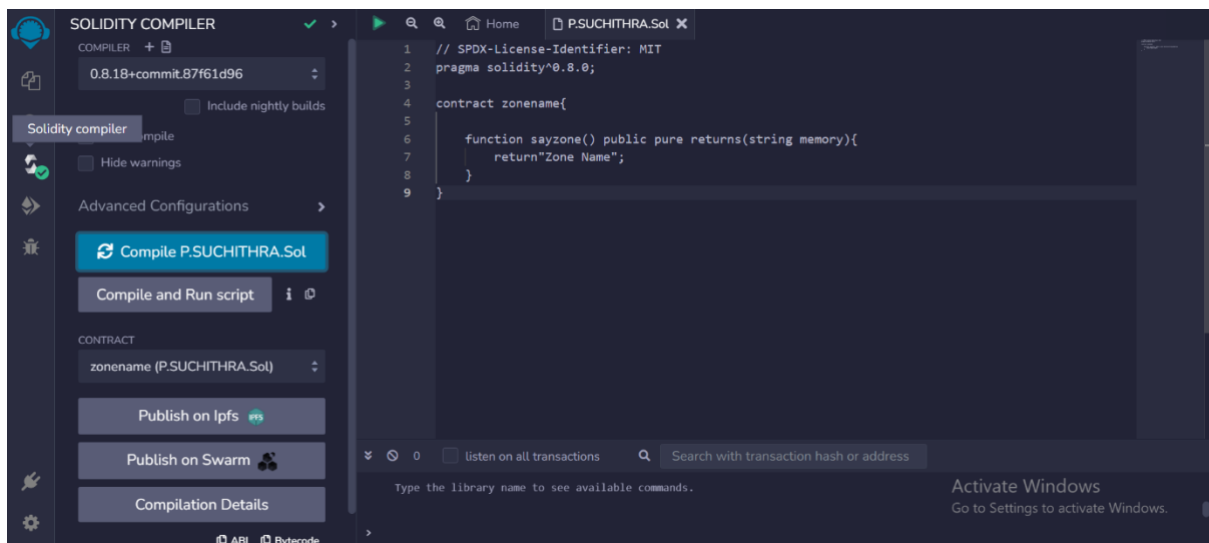 SOLIDITY COMPILER
COMPILER
0.8.18+commit.87f61d96
Include nightly builds
Solidity compiler
mpile
Hide warnings
Advanced Configurations
Compile P.SUCHITHRA.Sol
Compile and Run script
i
CONTRACT
zonename (P.SUCHITHRA.Sol)
Publish on Ipfs
IPFS
Publish on Swarm
Compilation Details
ABI Bytecode
Home P.SUCHITHRA.Sol
1 // SPDX-License-Identifier: MIT
2 pragma solidity^0.8.0;
3
4 contract zonename{
5
6 function sayzone() public pure returns(string memory){
7 return"Zone Name";
8 }
9 }
0 listen on all transactions Search with transaction hash or address
Type the library name to see available commands.
>
Activate Windows
Go to Settings to activate Windows.